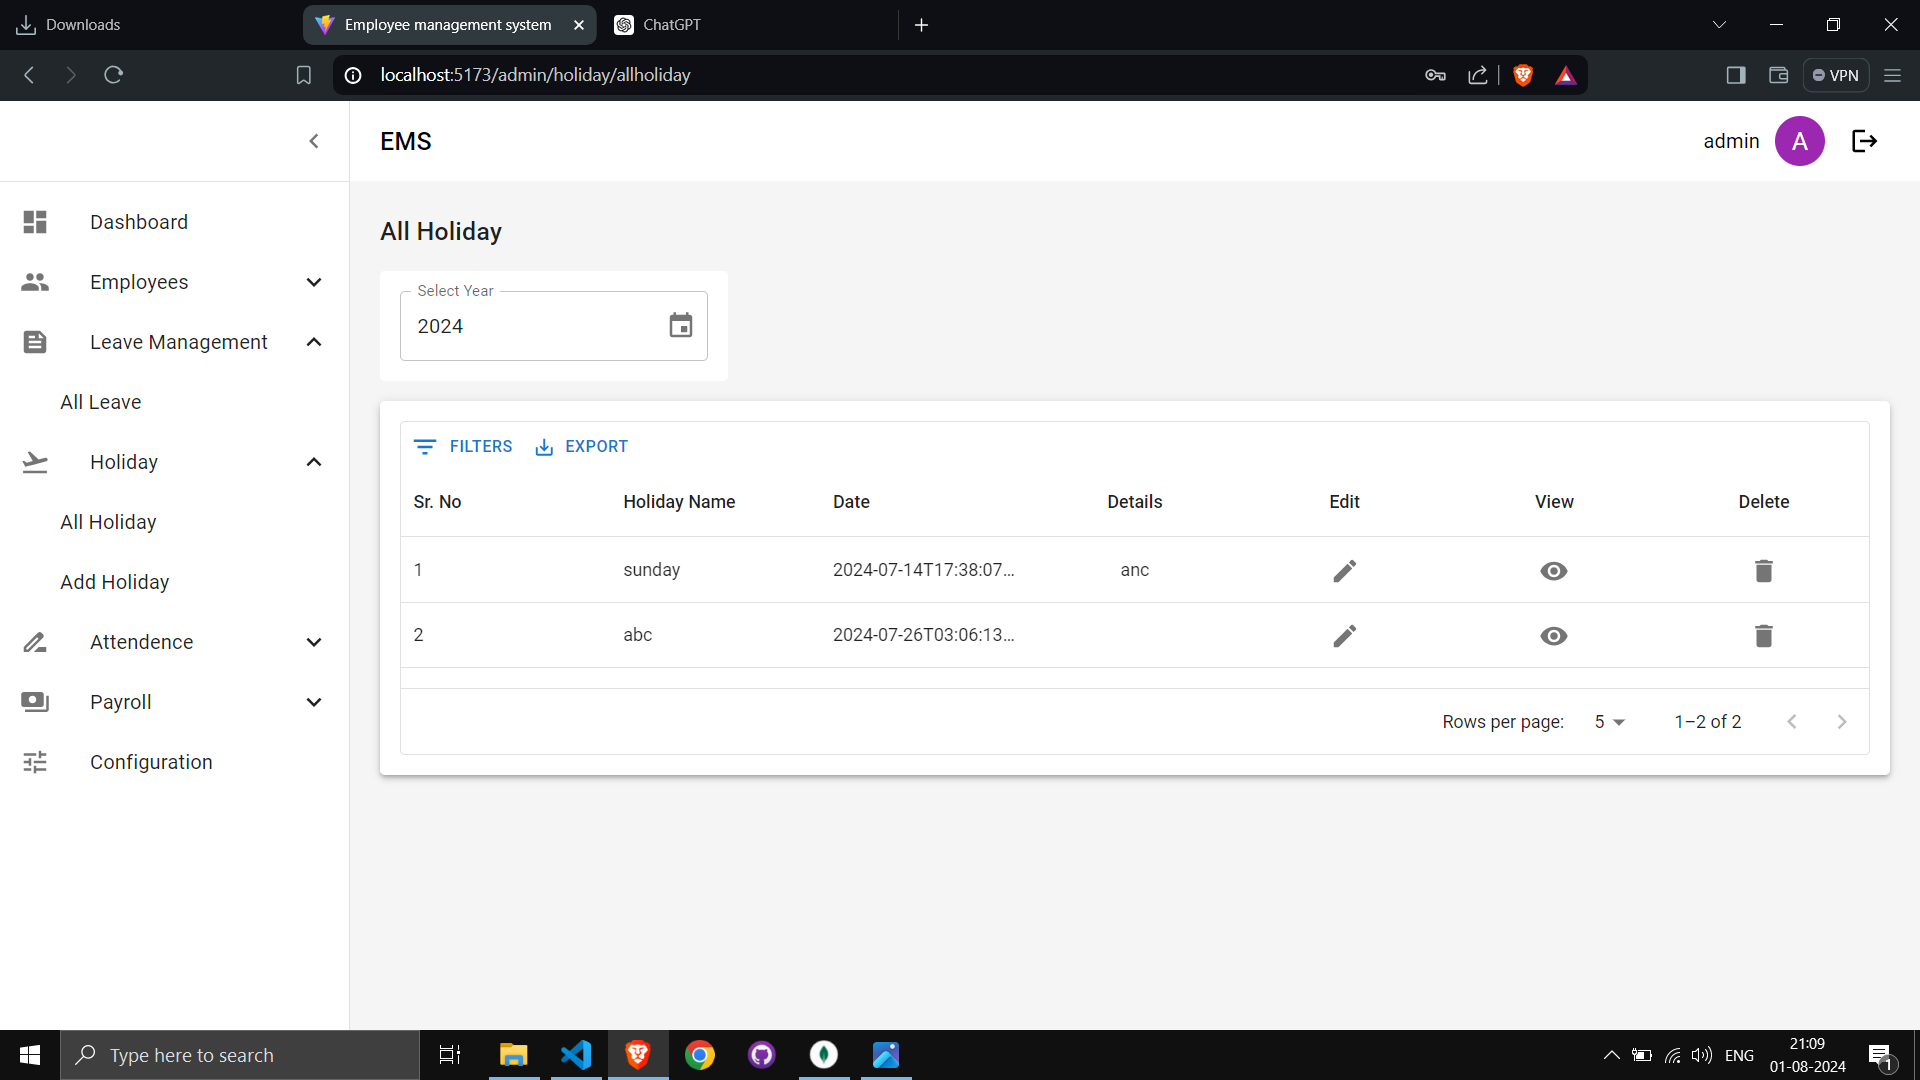 Downloads
Employee management system
ChatGPT
localhost:5173/admin/holiday/allholiday
VPN
EMS
admin
A
Dashboard
Employees
Leave Management
All Leave
Holiday
All Holiday
Add Holiday
Attendence
Payroll
Configuration
All Holiday
Select Year
2024
FILTERS EXPORT
Sr. No Holiday Name Date Details Edit View Delete
1 sunday 2024-07-14T17:38:07... anc
2 abc 2024-07-26T03:06:13...
Rows per page: 5 1–2 of 2
Type here to search
ENG
21:09
01-08-2024
1